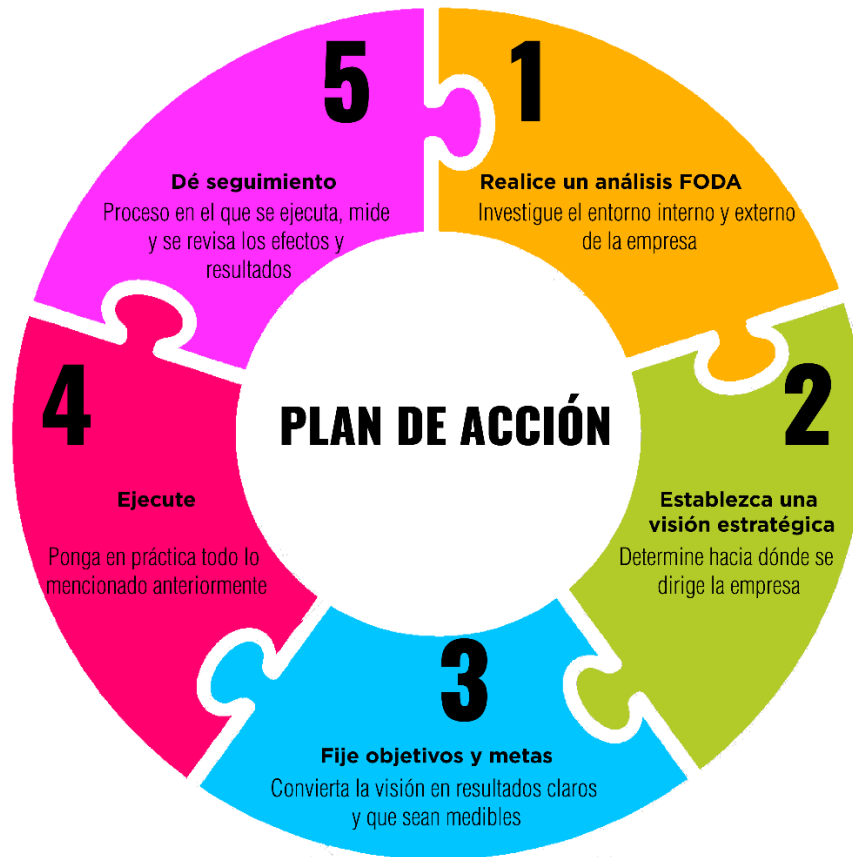 PLAN DE ACCIÓN
1
Realice un análisis FODA
Investigue el entorno interno y externo
de la empresa
2
Establezca una
visión estratégica
Determine hacia dónde se
dirige la empresa
3
Fije objetivos y metas
Convierta la visión en resultados claros
y que sean medibles
4
Ejecute
Ponga en práctica todo lo
mencionado anteriormente
5
Dé seguimiento
Proceso en el que se ejecuta, mide
y se revisa los efectos y
resultados